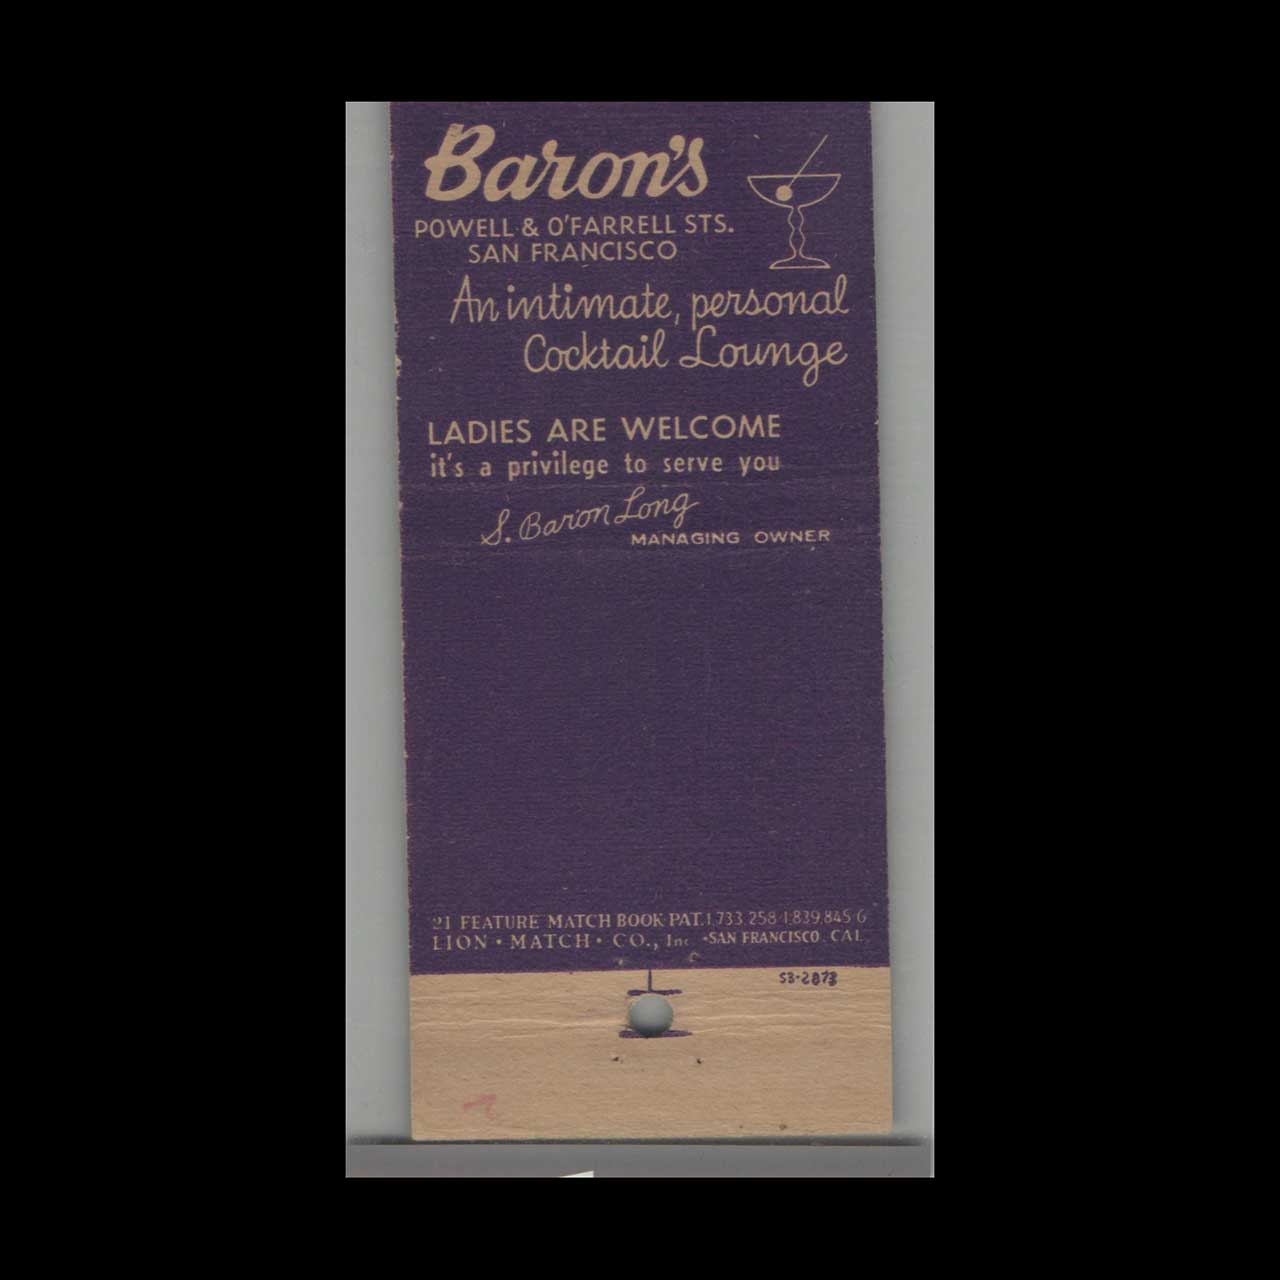 Baron's
POWELL & O'FARRELL STS.
SAN FRANCISCO
An intimate, personal
Cocktail Lounge
LADIES ARE WELCOME
it's a privilege to serve you
S. Baron Long
MANAGING OWNER
21 FEATURE MATCH BOOK PAT. 1,733,258-1,839,845-6
LION • MATCH • CO., Inc •SAN FRANCISCO CAL
S3-2873